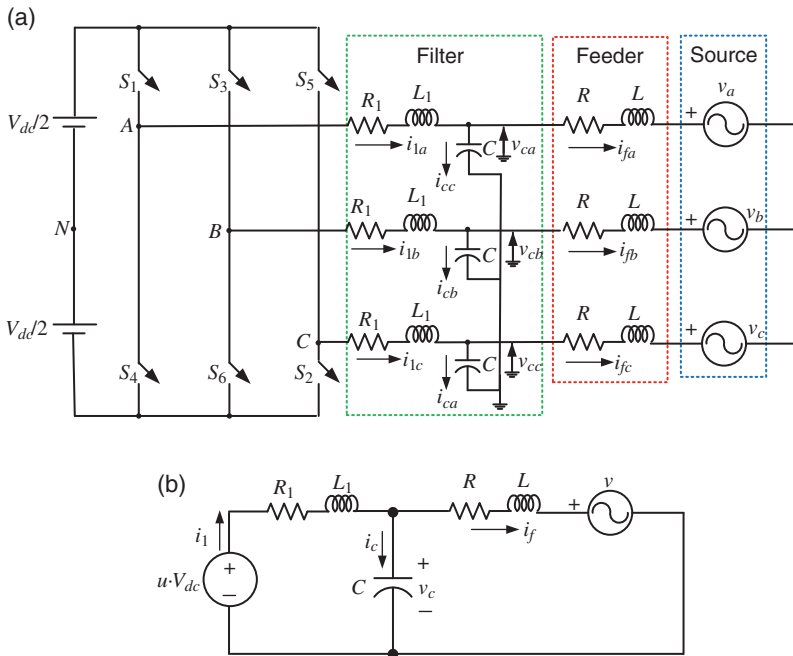 (a)
Filter
Feeder
Source
S1
S3
S5
Vdc/2
A
R1
L1
i1a
C
icc
vca
R
L
ifa
+
va
N
B
R1
L1
i1b
C
icb
vcb
R
L
ifb
+
vb
Vdc/2
C
R1
L1
i1c
C
ica
vcc
R
L
ifc
+
vc
S4
S6
S2
(b)
i1
R1
L1
R
L
if
+
v
u·Vdc
+
−
ic
C
+
vc
−